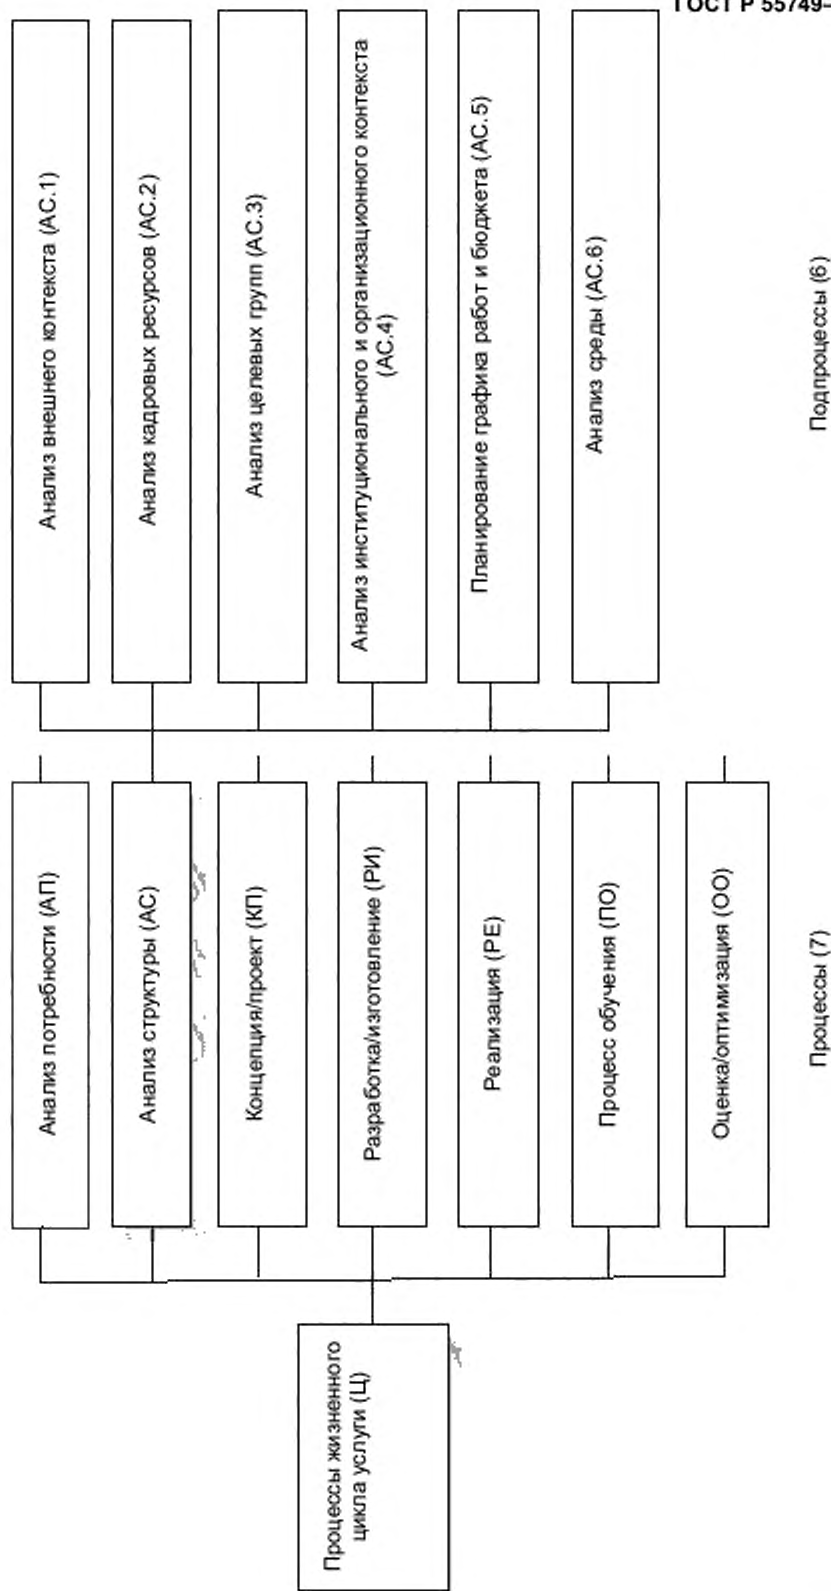 ГОСТ Р 55749—
Процессы жизненного
цикла услуги (Ц)
Анализ потребности (АП)
Анализ структуры (АС)
Концепция/проект (КП)
Разработка/изготовление (РИ)
Реализация (РЕ)
Процесс обучения (ПО)
Оценка/оптимизация (ОО)
Процессы (7)
Анализ внешнего контекста (АС.1)
Анализ кадровых ресурсов (АС.2)
Анализ целевых групп (АС.3)
Анализ институционального и организационного контекста
(АС.4)
Планирование графика работ и бюджета (АС.5)
Анализ среды (АС.6)
Подпроцессы (6)